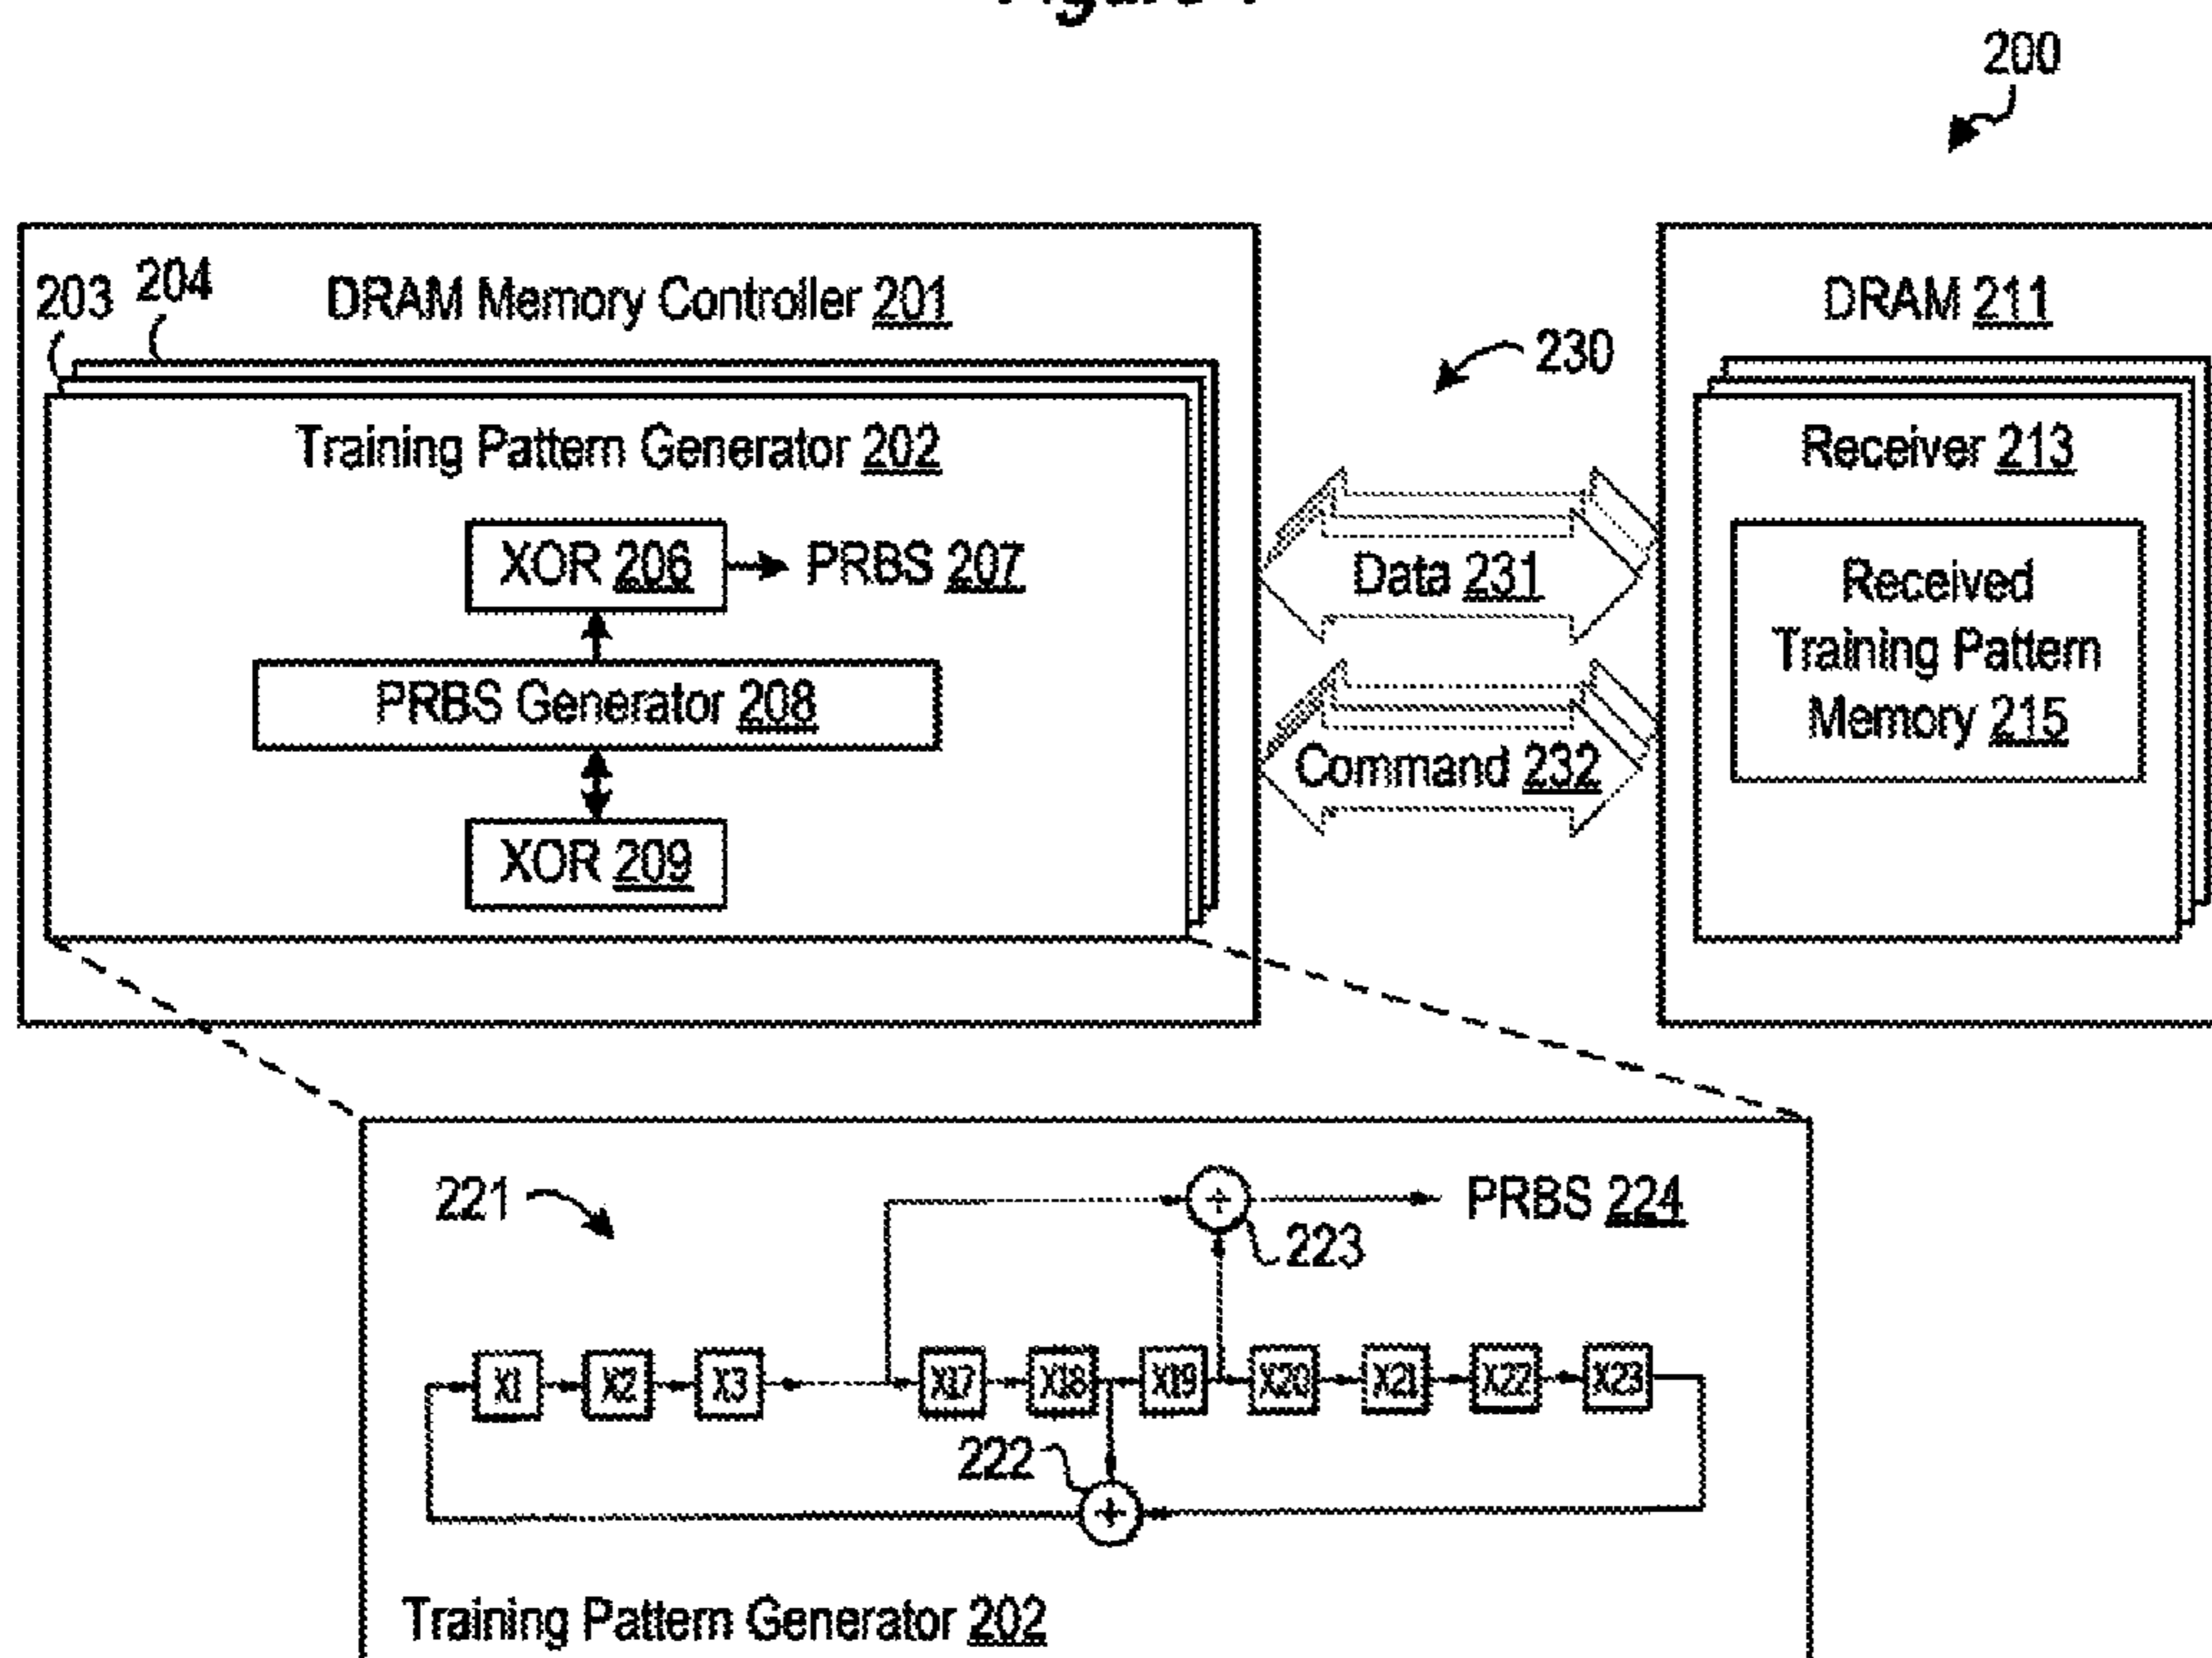 200
203 204 DRAM Memory Controller 201
DRAM 211
230
Training Pattern Generator 202
Receiver 213
XOR 206 PRBS 207
Data 231
Received
Training Pattern
Memory 215
PRBS Generator 208
Command 232
XOR 209
221
PRBS 224
223
X1 X2 X3 X17 X18 X19 X20 X21 X22 X23
222
Training Pattern Generator 202